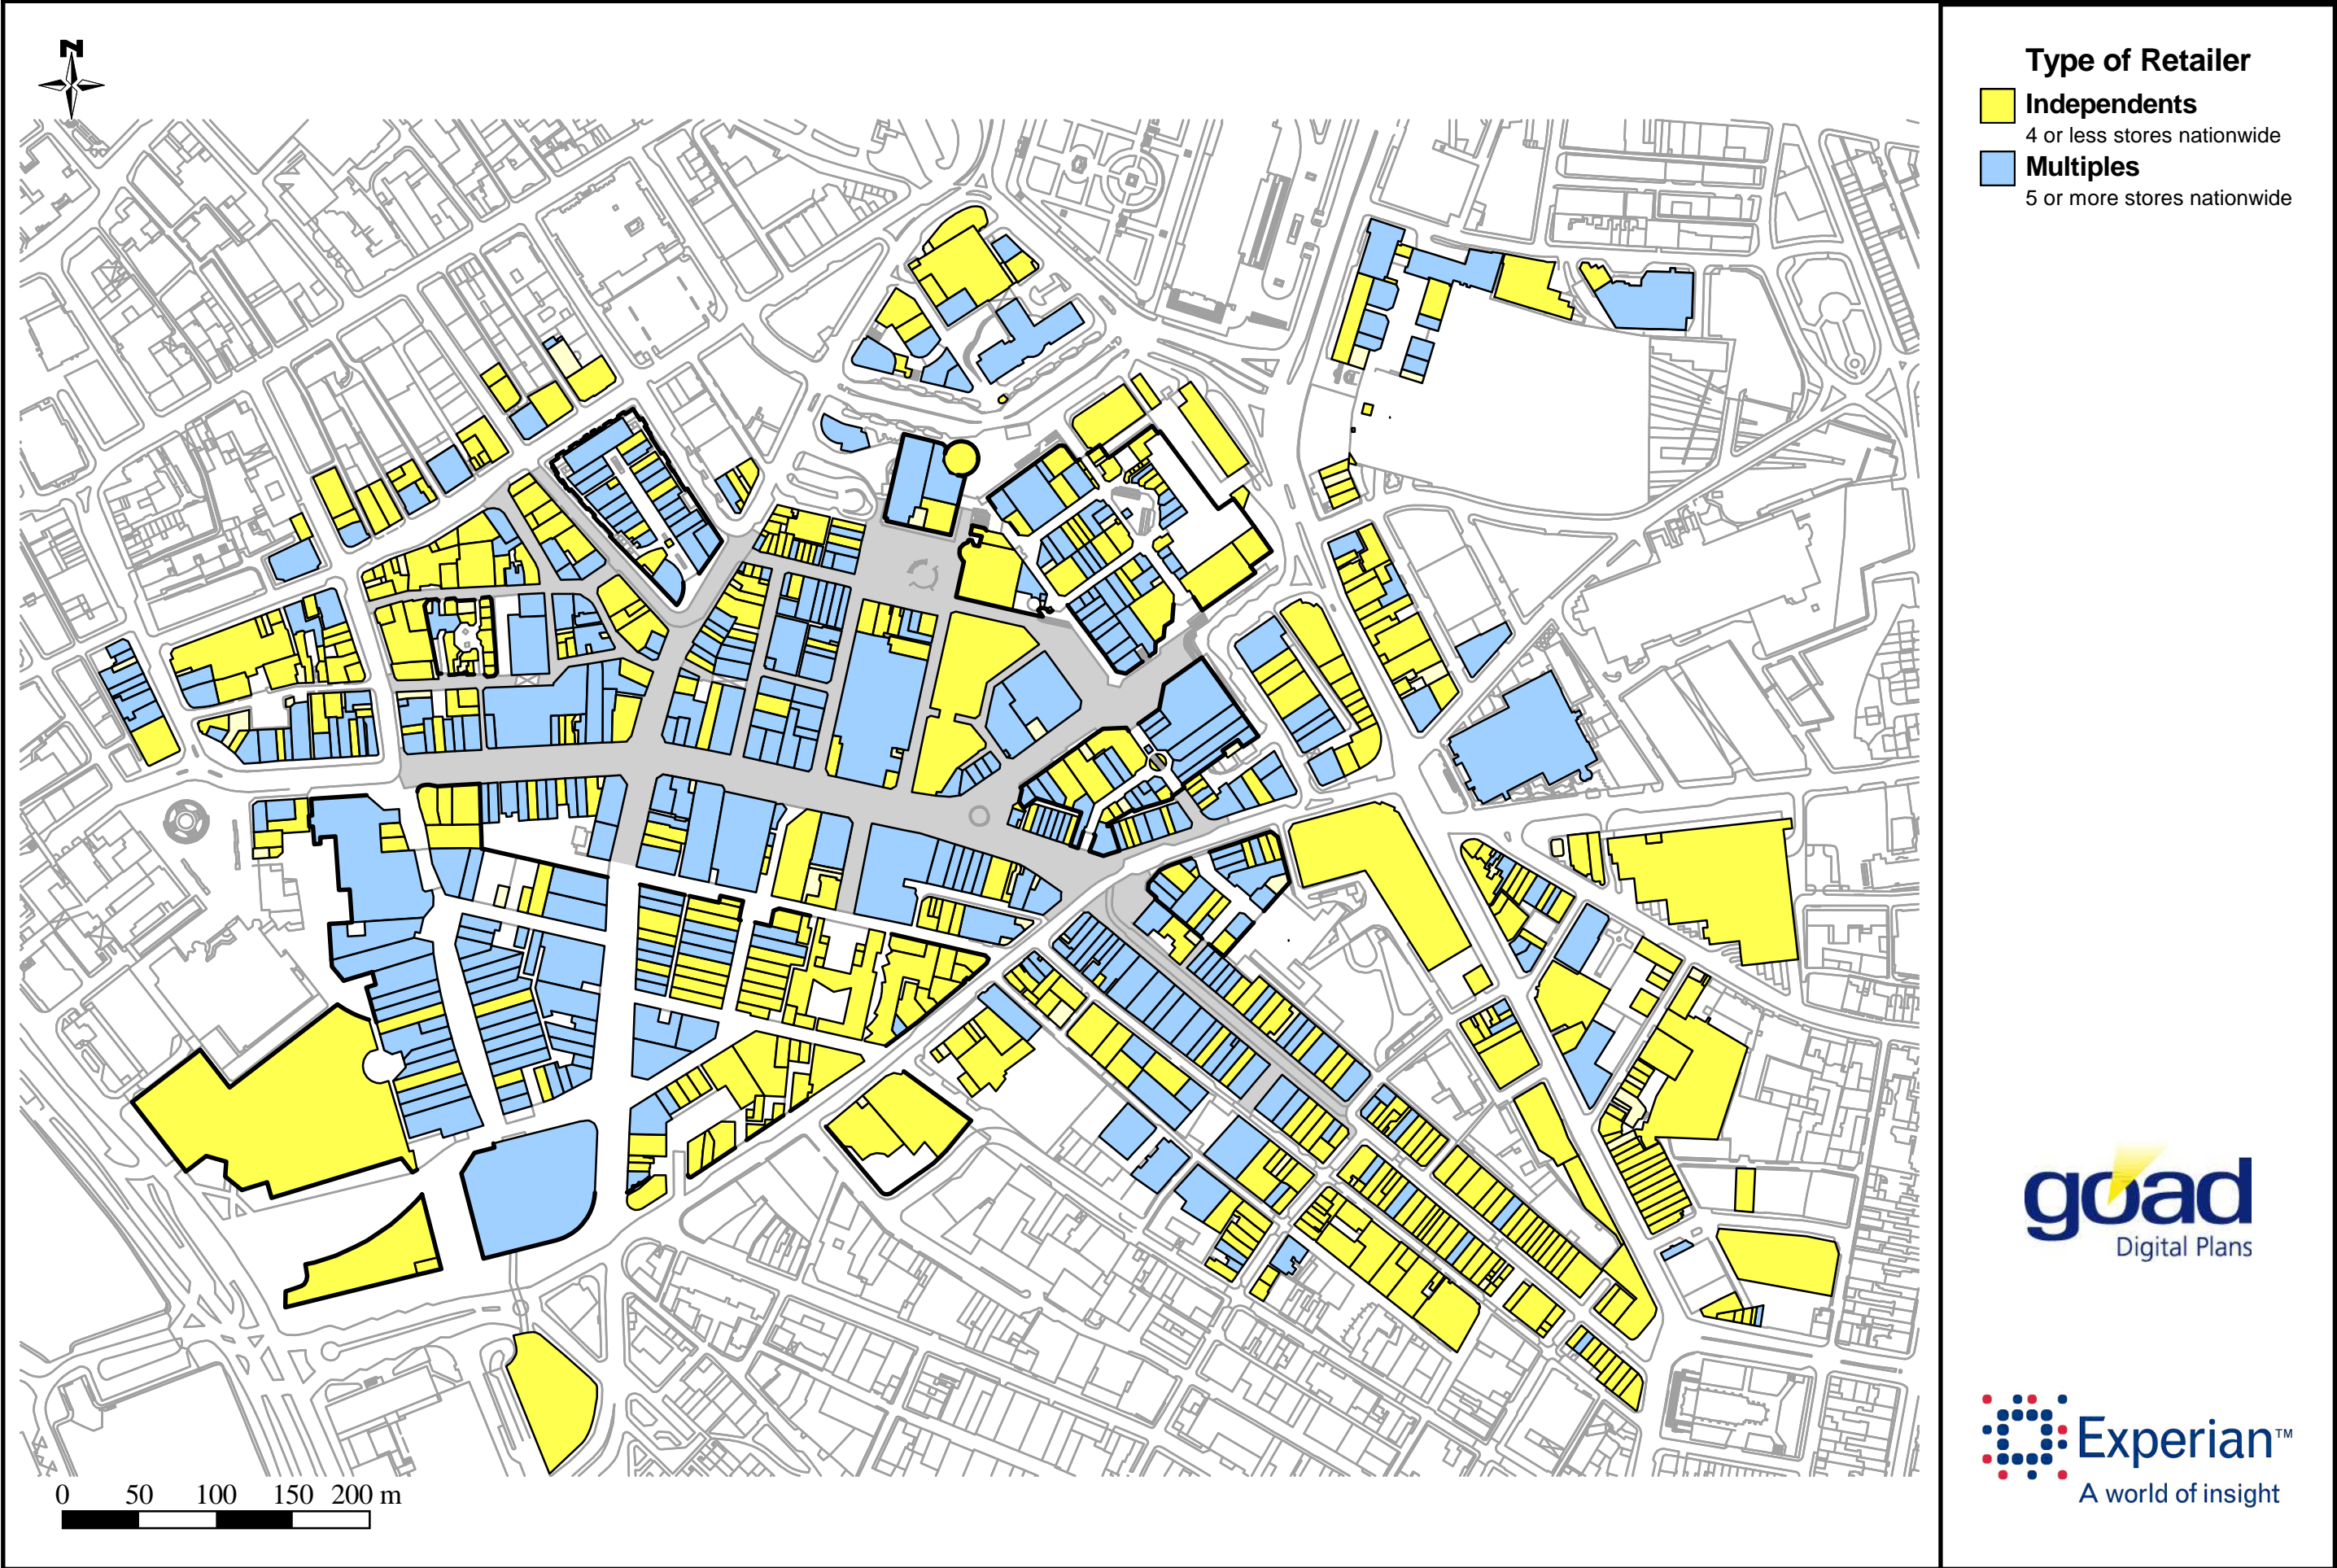 N
Type of Retailer
Independents
4 or less stores nationwide
Multiples
5 or more stores nationwide
goad
Digital Plans
Experian™
A world of insight
0 50 100 150 200 m